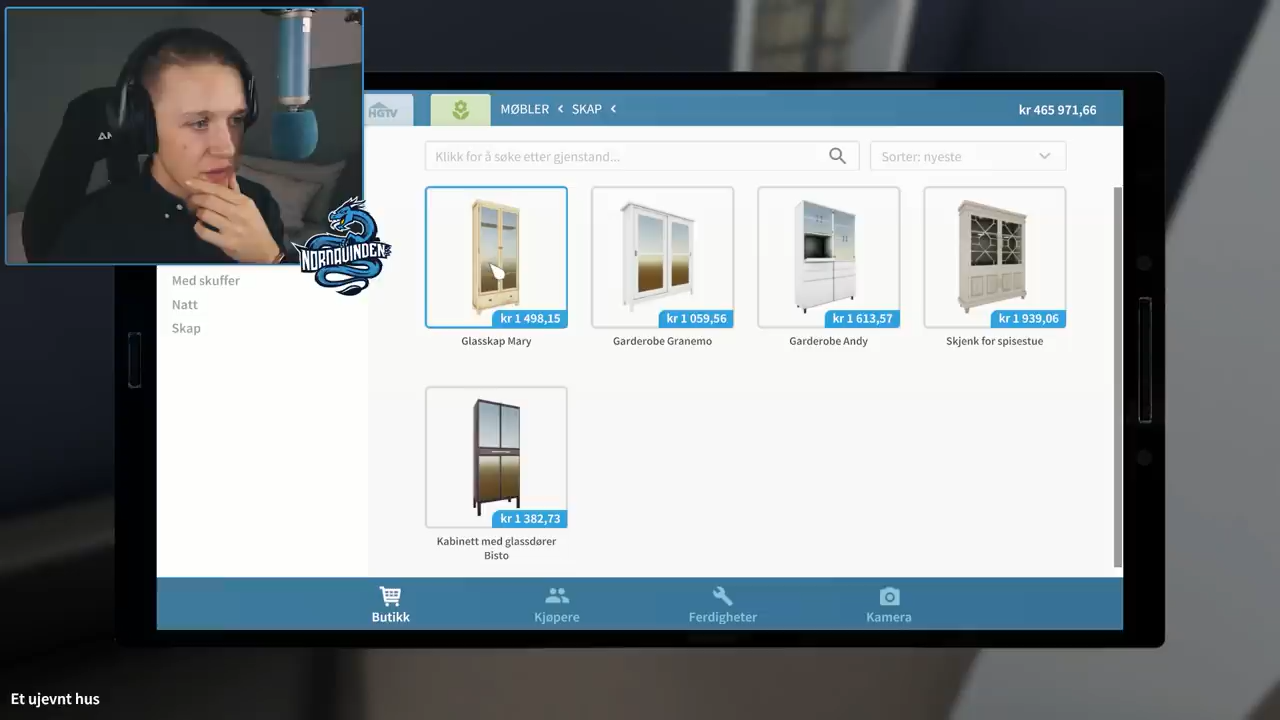 HGTV
MØBLER < SKAP <
kr 465 971,66
Klikk for å søke etter gjenstand...
Sorter: nyeste
NORNAVINDEN
Med skuffer
Natt
Skap
kr 1 498,15
kr 1 059,56
kr 1 613,57
kr 1 939,06
Glasskap Mary
Garderobe Granemo
Garderobe Andy
Skjenk for spisestue
kr 1 382,73
Kabinett med glassdører
Bisto
Butikk
Kjøpere
Ferdigheter
Kamera
Et ujevnt hus